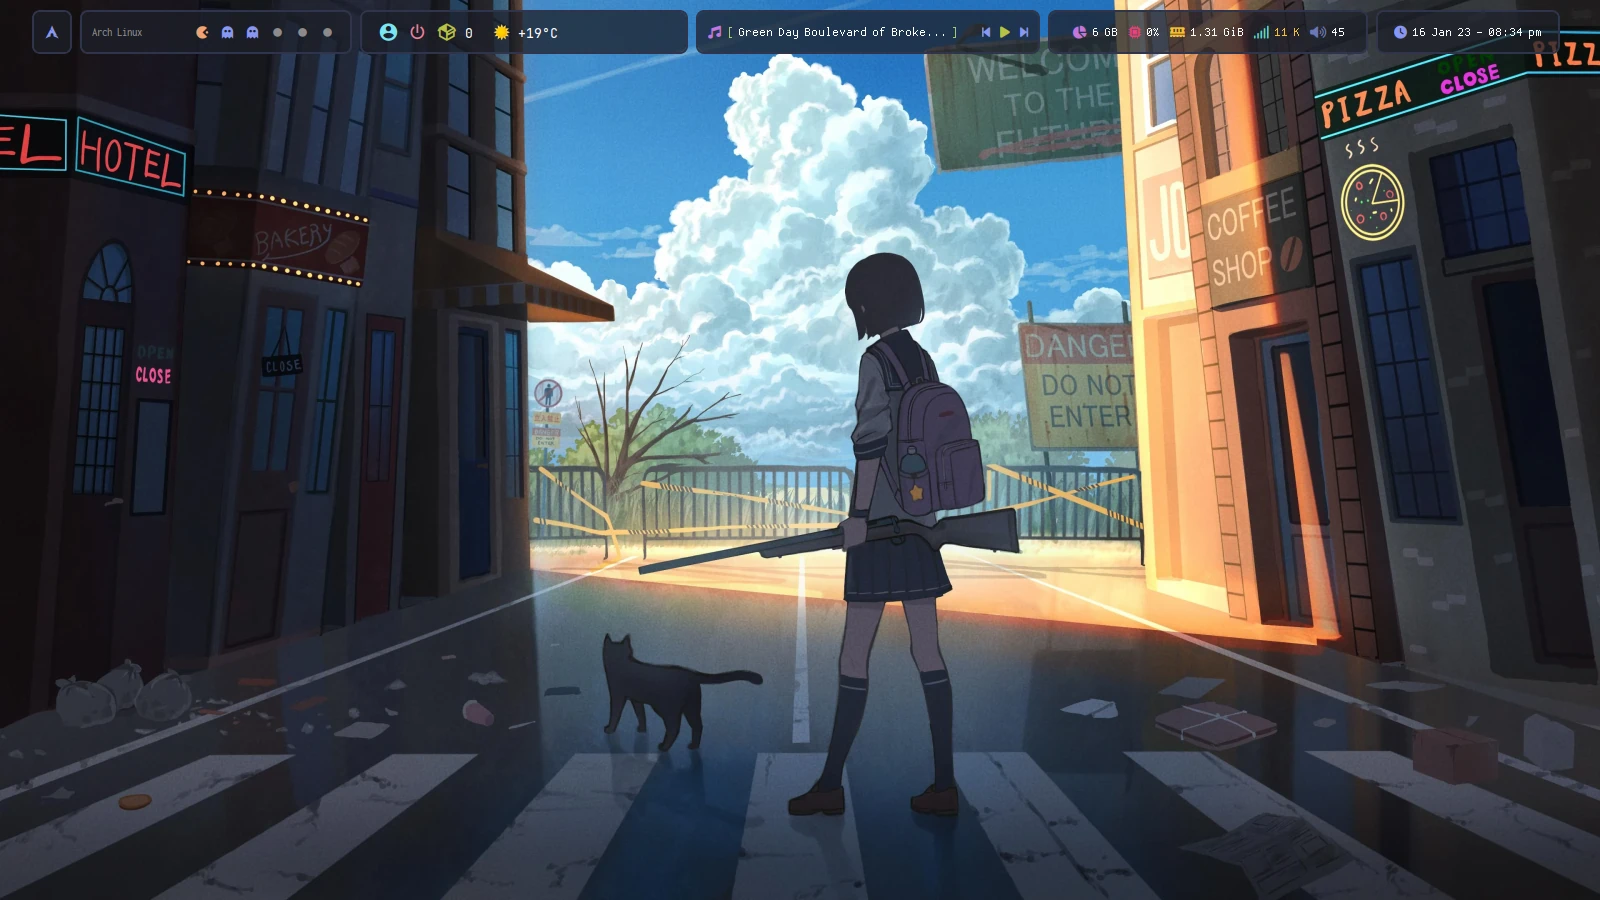 Arch Linux
0
+19°C
[ Green Day Boulevard of Broke... ]
6 GB
0%
1.31 GiB
11 K
45
16 Jan 23 - 08:34 pm
WELCOM
TO THE
FUTURE
PIZZ
OPEN
CLOSE
PIZZA
EL
HOTEL
BAKERY
JO
COFFEE
SHOP
OPEN
CLOSE
CLOSE
DANGE
DO NOT
ENTER